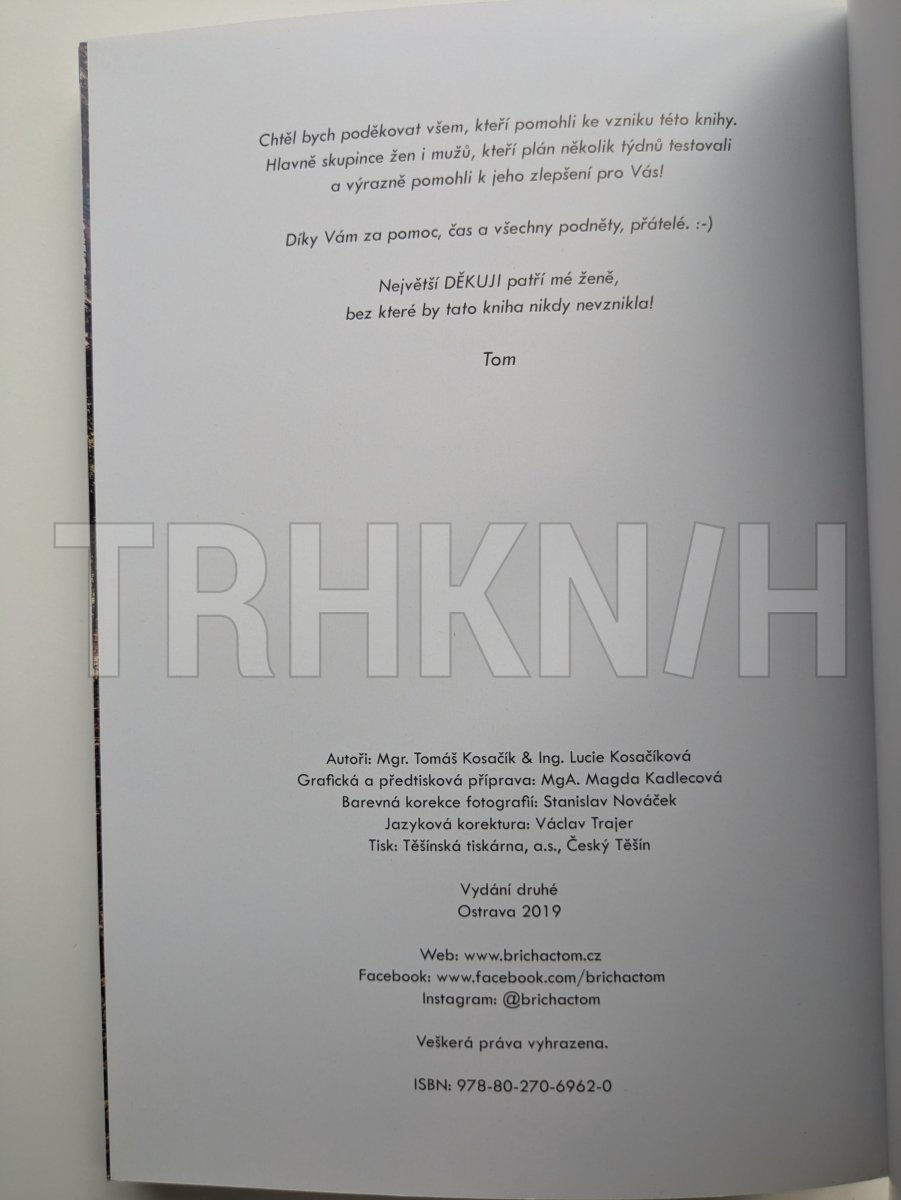 Chtěl bych poděkovat všem, kteří pomohli ke vzniku této knihy.
Hlavně skupince žen i mužů, kteří plán několik týdnů testovali
a výrazně pomohli k jeho zlepšení pro Vás!
Díky Vám za pomoc, čas a všechny podněty, přátelé. :-)
Největší DĚKUJI patří mé ženě,
bez které by tato kniha nikdy nevznikla!
Tom
TRHKNIH
Autoři: Mgr. Tomáš Kosačík & Ing. Lucie Kosačíková
Grafická a předtisková příprava: MgA. Magda Kadlecová
Barevná korekce fotografií: Stanislav Nováček
Jazyková korektura: Václav Trajer
Tisk: Těšínská tiskárna, a.s., Český Těšín
Vydání druhé
Ostrava 2019
Web: www.brichactom.cz
Facebook: www.facebook.com/brichactom
Instagram: @brichactom
Veškerá práva vyhrazena.
ISBN: 978-80-270-6962-0